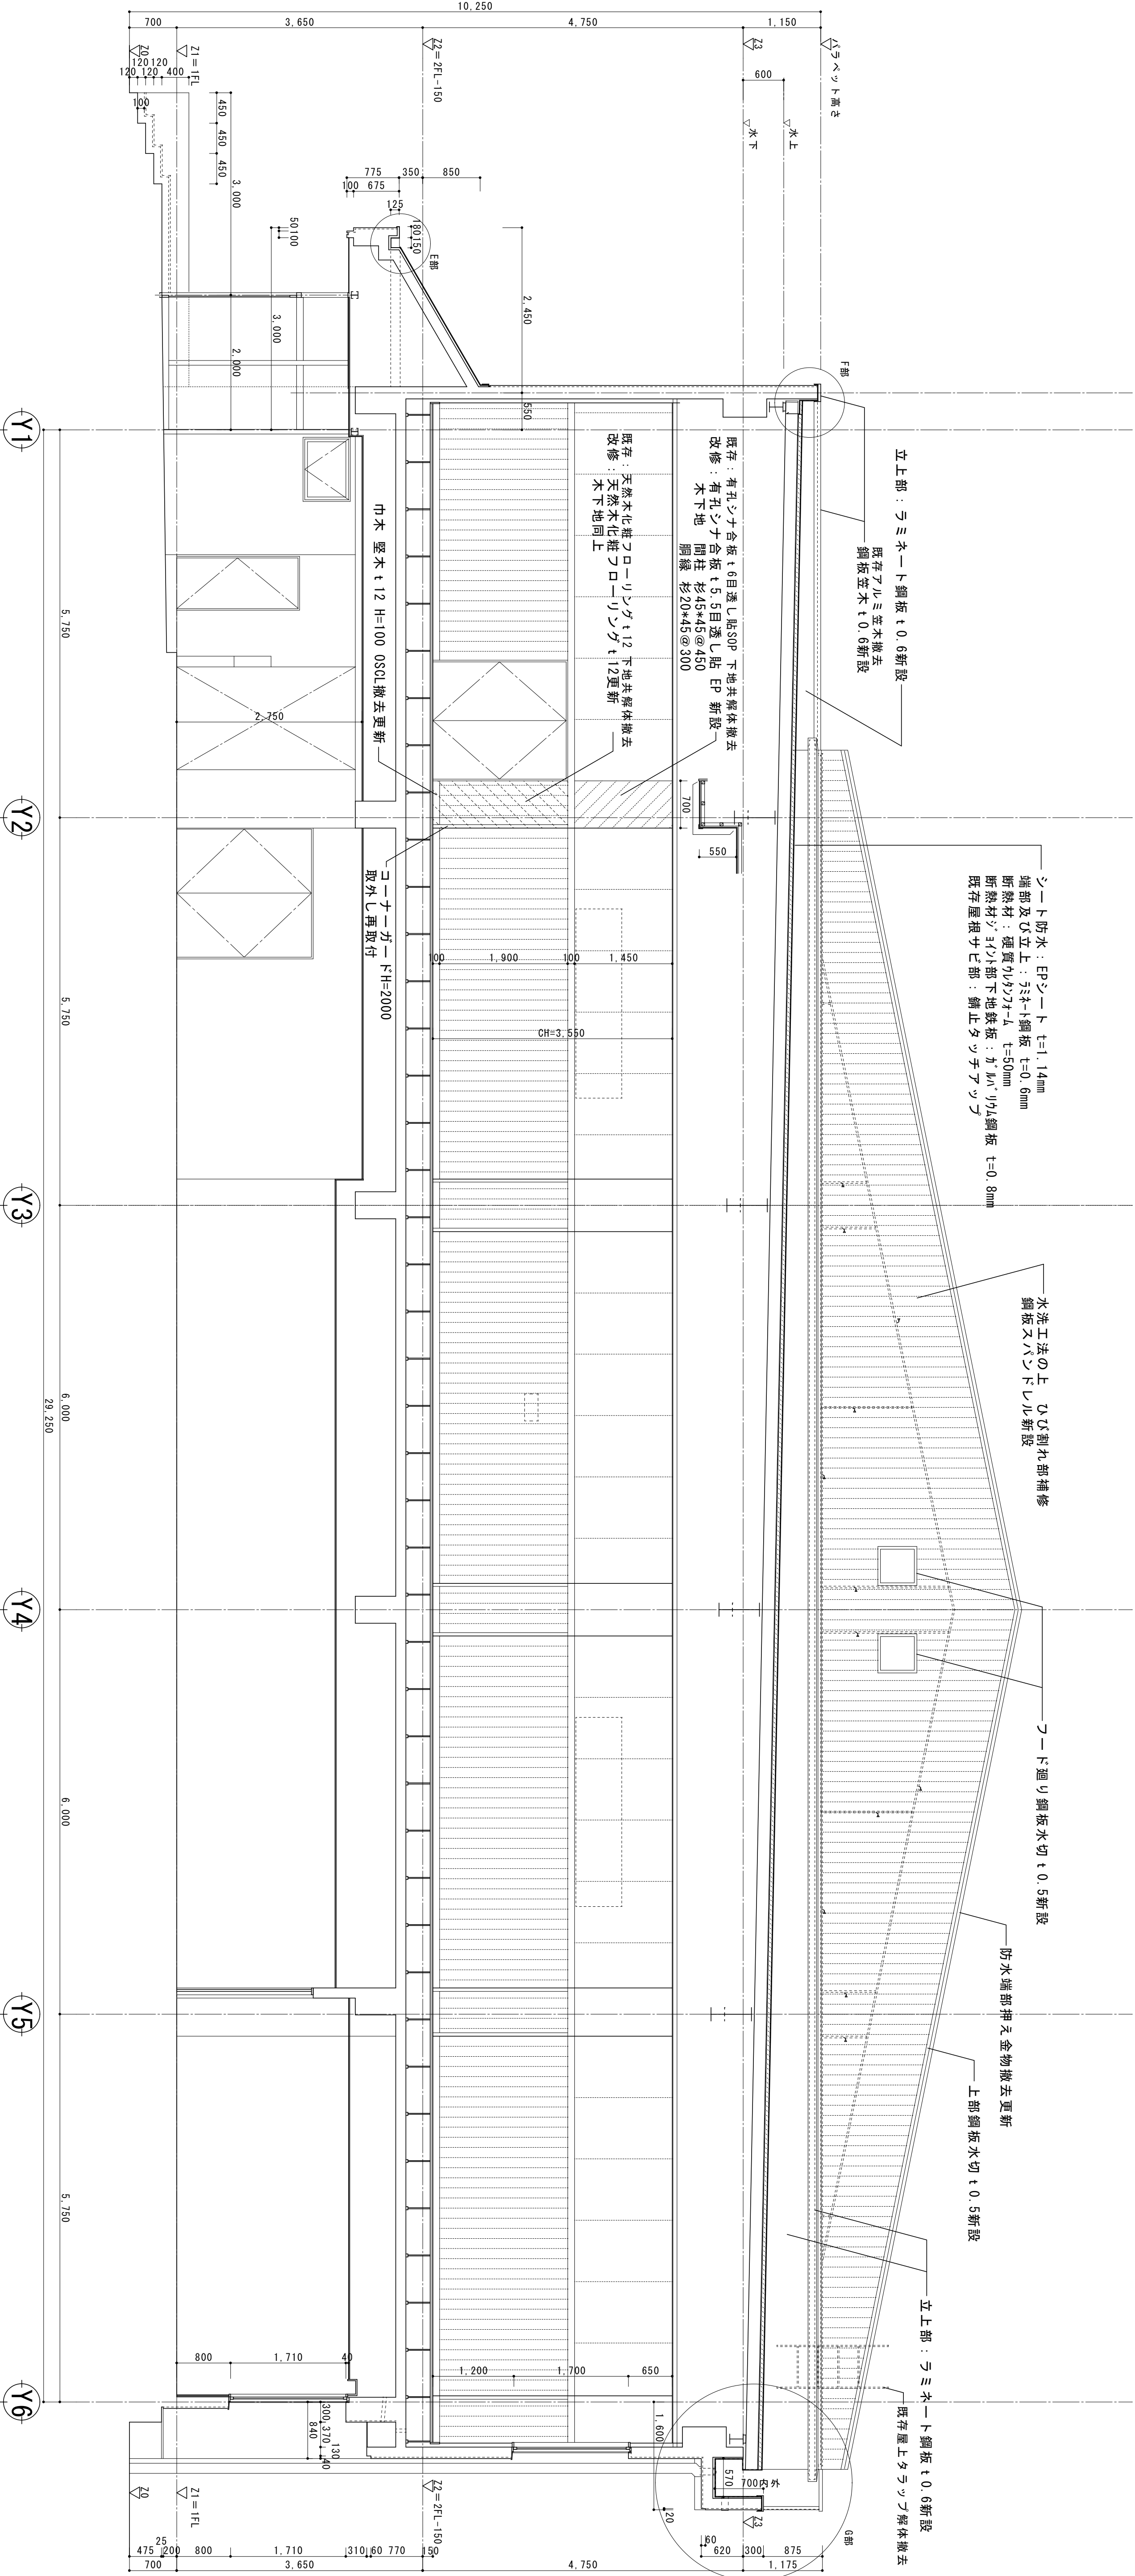 10,250
700
3,650
4,750
1,150
Z0
Z1=1FL
Z2=2FL-150
Z3
パラペット高さ
600
水上
水下
120 120
120 120 400
100
450
450
450
3,000
50100
3,000
2,000
775 350 850
100 675
125
180150
E部
2,450
550
F部
立上部：ラミネート鋼板ｔ0.6新設
既存アルミ笠木撤去
鋼板笠木ｔ0.6新設
既存：有孔シナ合板ｔ6目透し貼SOP 下地共解体撤去
改修：有孔シナ合板ｔ5.5目透し貼 EP 新設
木下地 間柱 杉45*45@450
胴縁 杉20*45@300
既存：天然木化粧フローリングｔ12 下地共解体撤去
改修：天然木化粧フローリングｔ12更新
木下地同上
巾木 堅木ｔ12 H=100 OSCL撤去更新
2,750
コーナーガードH=2000
取外し再取付
700
550
シート防水：EPシート t=1.14mm
端部及び立上：ﾗﾐﾈｰﾄ鋼板 t=0.6mm
断熱材：硬質ｳﾚﾀﾝﾌｫｰﾑ t=50mm
断熱材ｼﾞｮｲﾝﾄ部下地鉄板：ｶﾞﾙﾊﾞﾘｳﾑ鋼板 t=0.8mm
既存屋根サビ部：錆止タッチアップ
100
1,900
100
1,450
CH=3,550
水洗工法の上 ひび割れ部補修
鋼板スパンドレル新設
フード廻り鋼板水切ｔ0.5新設
防水端部押え金物撤去更新
上部鋼板水切ｔ0.5新設
立上部：ラミネート鋼板ｔ0.6新設
既存屋上タラップ解体撤去
800
1,710
40
1,200
1,700
650
300 370 130
840
40
1,600
570
700内外
20
G部
Z0
Z1=1FL
Z2=2FL-150
Z3
25
475 200 800 1,710 310 60 770 150
60
620 300 875
700
3,650
4,750
1,175
5,750
5,750
6,000
6,000
5,750
29,250
Y1
Y2
Y3
Y4
Y5
Y6